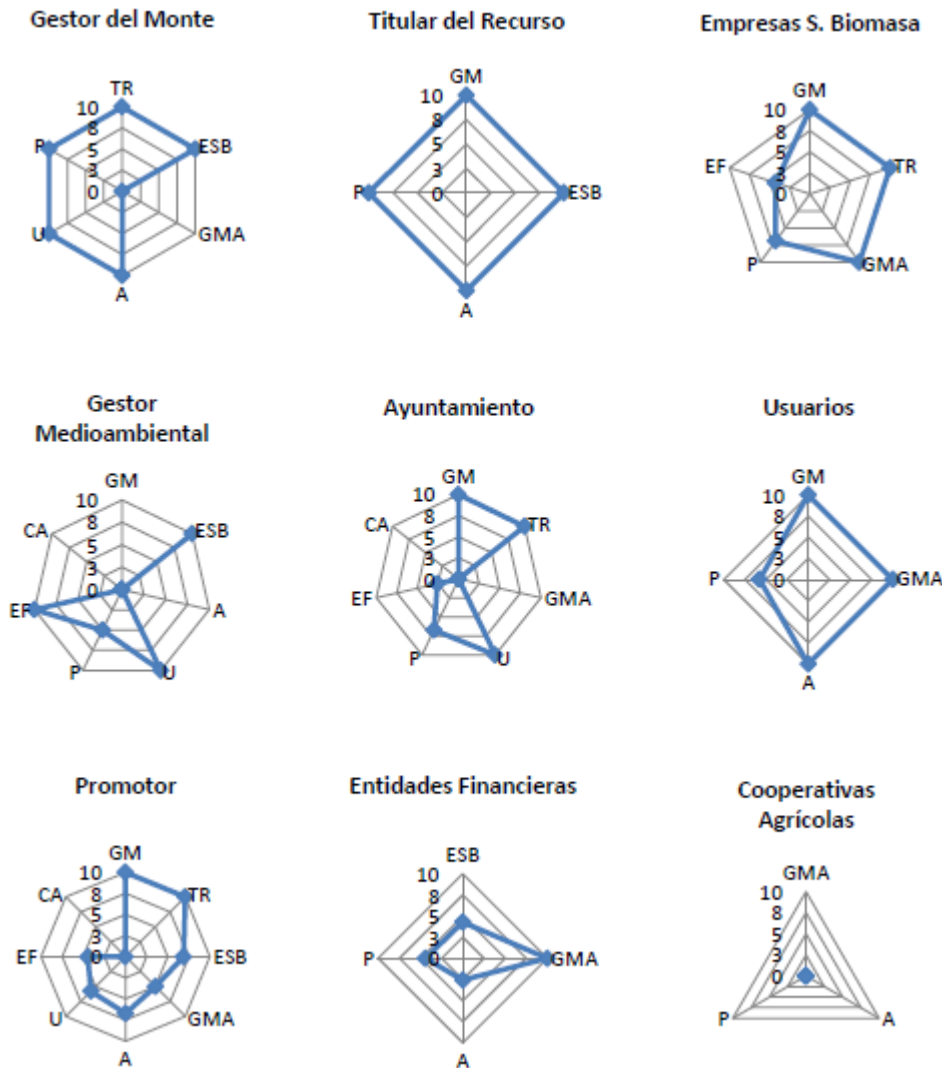 Gestor del Monte
TR
10
8
5
3
0
ESB
GMA
A
U
P
Titular del Recurso
GM
10
8
5
3
0
ESB
A
P
Empresas S. Biomasa
GM
10
8
5
3
0
TR
GMA
P
EF
Gestor
Medioambiental
GM
10
8
5
3
0
ESB
A
U
P
EF
CA
Ayuntamiento
GM
10
8
5
3
0
TR
GMA
U
P
EF
CA
Usuarios
GM
10
8
5
3
0
GMA
A
P
Promotor
GM
10
8
5
3
0
TR
ESB
GMA
A
U
EF
CA
Entidades Financieras
ESB
10
8
5
3
0
GMA
A
P
Cooperativas
Agrícolas
GMA
10
8
5
3
0
A
P